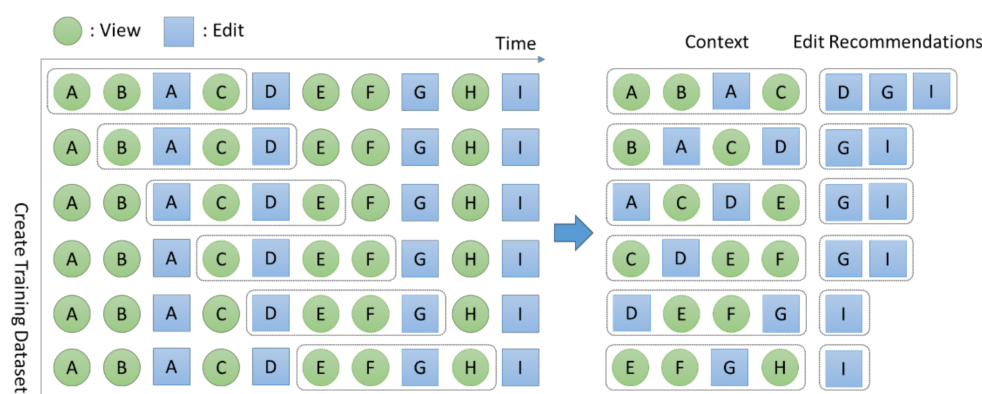 : View : Edit
Time Context Edit Recommendations
A B A C D E F G H I A B A C D G I
A B A C D E F G H I B A C D G I
A B A C D E F G H I A C D E G I
A B A C D E F G H I C D E F G I
A B A C D E F G H I D E F G I
A B A C D E F G H I E F G H I
Create Training Dataset